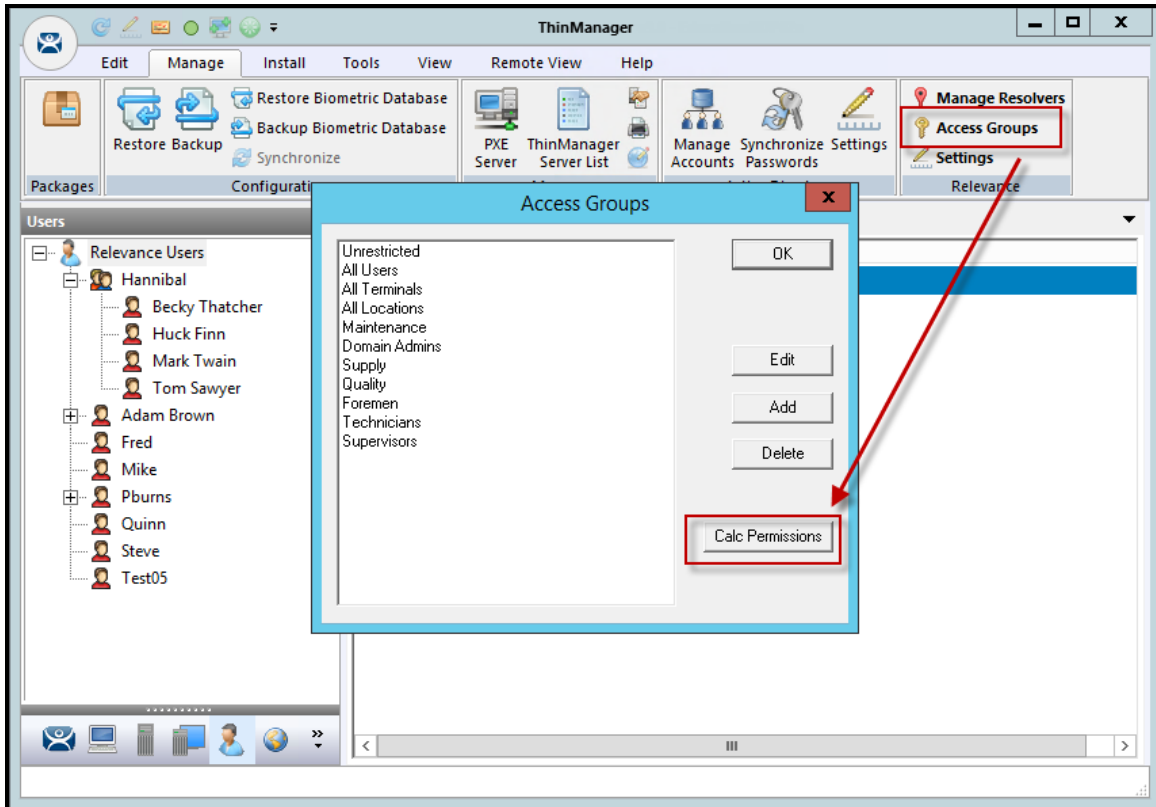 ThinManager
Edit Manage Install Tools View Remote View Help
Restore Backup
Restore Biometric Database
Backup Biometric Database
Synchronize
PXE Server
ThinManager Server List
Manage Accounts
Synchronize Passwords
Settings
Manage Resolvers
Access Groups
Settings
Packages
Configurati
Relevance
Users
Relevance Users
Hannibal
Becky Thatcher
Huck Finn
Mark Twain
Tom Sawyer
Adam Brown
Fred
Mike
Pburns
Quinn
Steve
Test05
Access Groups
x
Unrestricted
All Users
All Terminals
All Locations
Maintenance
Domain Admins
Supply
Quality
Foremen
Technicians
Supervisors
OK
Edit
Add
Delete
Calc Permissions